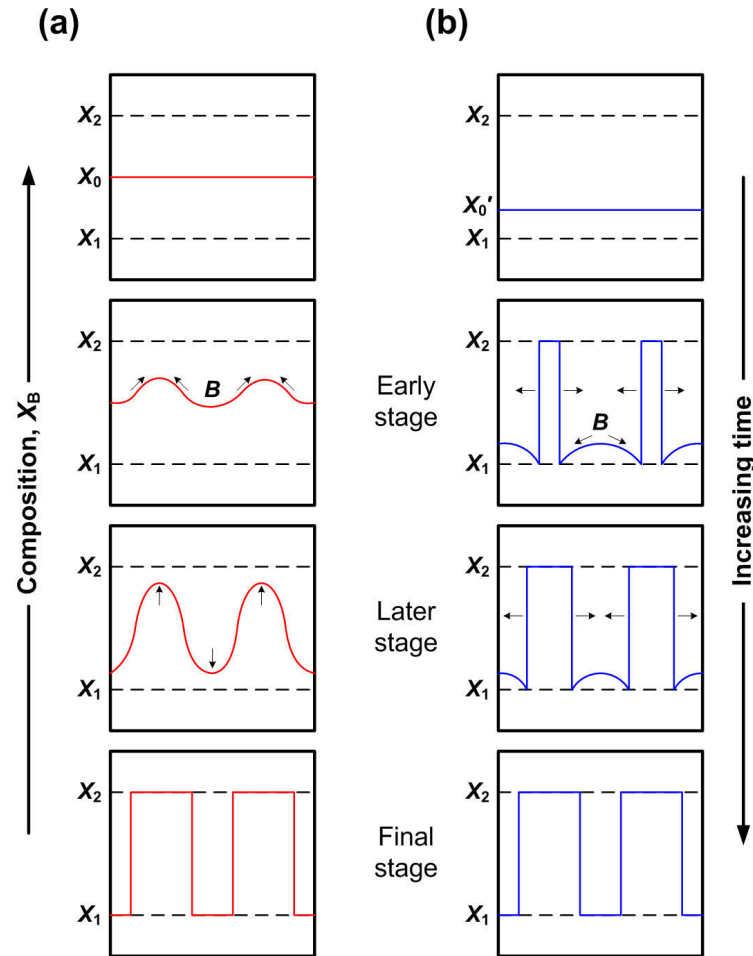 (a)
(b)
X2
X0
X1
X2
X0'
X1
X2
B
X1
Early
stage
X2
B
X1
X2
X1
Later
stage
X2
X1
X2
X1
Final
stage
X2
X1
Composition, XB
Increasing time